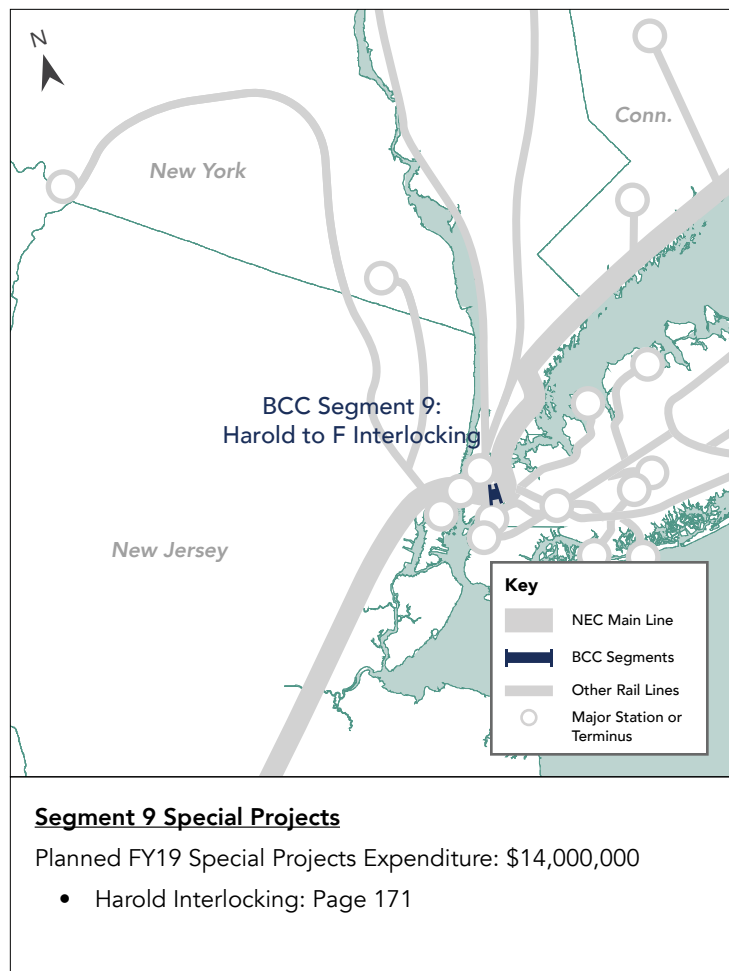 N
Conn.
New York
BCC Segment 9:
Harold to F Interlocking
New Jersey
Key
NEC Main Line
BCC Segments
Other Rail Lines
Major Station or
Terminus
Segment 9 Special Projects
Planned FY19 Special Projects Expenditure: $14,000,000
• Harold Interlocking: Page 171